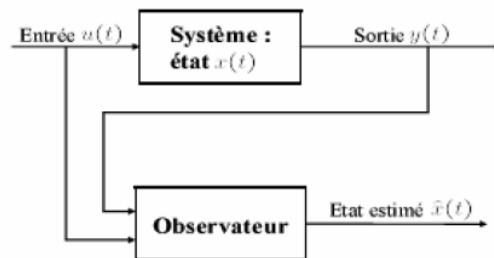 Entrée u(t)
Système :
état x(t)
Sortie y(t)
Observateur
Etat estimé x̂(t)